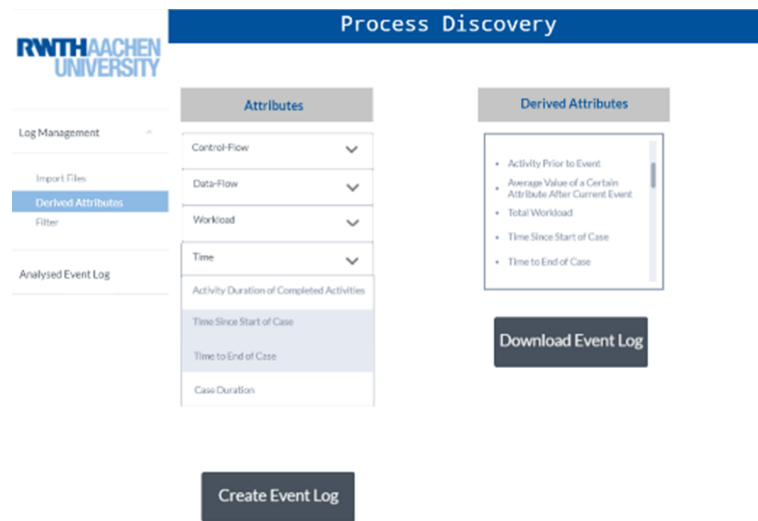 Process Discovery
RWTHAACHEN
UNIVERSITY
Log Management
Import Files
Derived Attributes
Filter
Analysed Event Log
Attributes
Control-Flow
Data-Flow
Workload
Time
Activity Duration of Completed Activities
Time Since Start of Case
Time to End of Case
Case Duration
Create Event Log
Derived Attributes
• Activity Prior to Event
• Average Value of a Certain
Attribute After Current Event
• Total Workload
• Time Since Start of Case
• Time to End of Case
Download Event Log